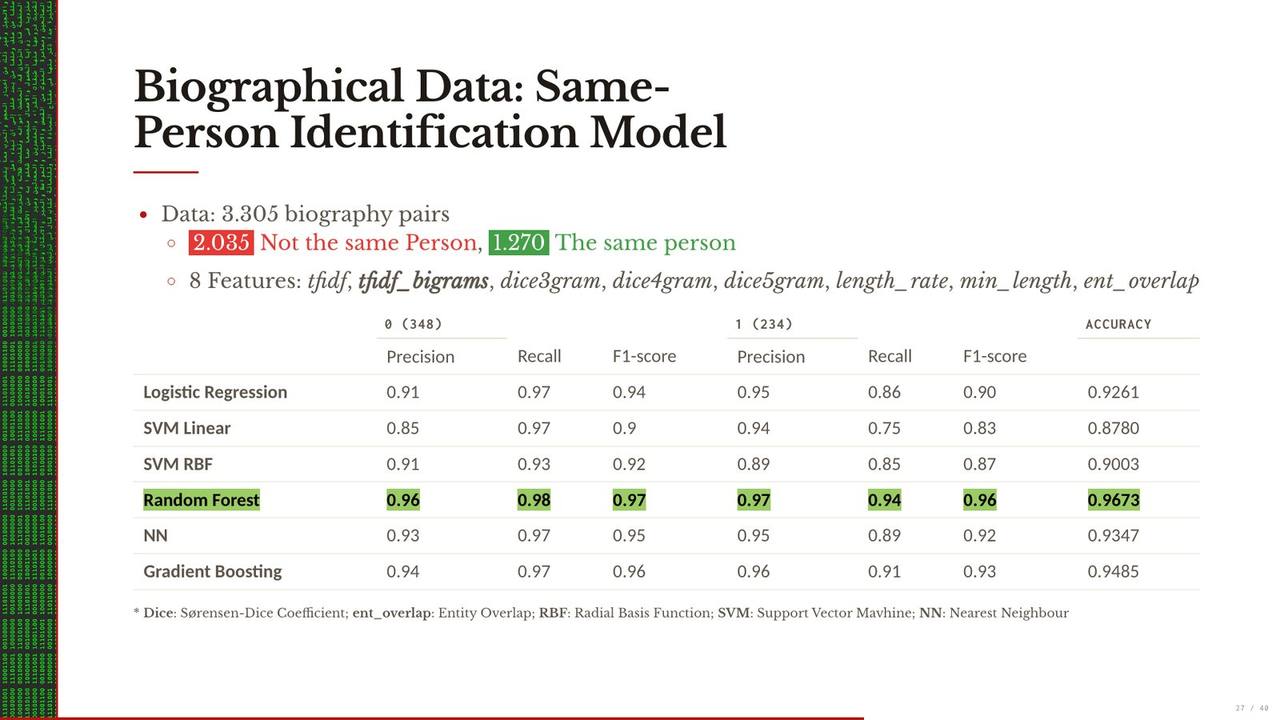 Biographical Data: Same-
Person Identification Model
• Data: 3.305 biography pairs
○ 2.035 Not the same Person, 1.270 The same person
○ 8 Features: tfidf, tfidf_bigrams, dice3gram, dice4gram, dice5gram, length_rate, min_length, ent_overlap
0 (348) 1 (234) ACCURACY
Precision Recall F1-score Precision Recall F1-score
Logistic Regression 0.91 0.97 0.94 0.95 0.86 0.90 0.9261
SVM Linear 0.85 0.97 0.9 0.94 0.75 0.83 0.8780
SVM RBF 0.91 0.93 0.92 0.89 0.85 0.87 0.9003
Random Forest 0.96 0.98 0.97 0.97 0.94 0.96 0.9673
NN 0.93 0.97 0.95 0.95 0.89 0.92 0.9347
Gradient Boosting 0.94 0.97 0.96 0.96 0.91 0.93 0.9485
* Dice: Sørensen-Dice Coefficient; ent_overlap: Entity Overlap; RBF: Radial Basis Function; SVM: Support Vector Mavhine; NN: Nearest Neighbour
27 / 40